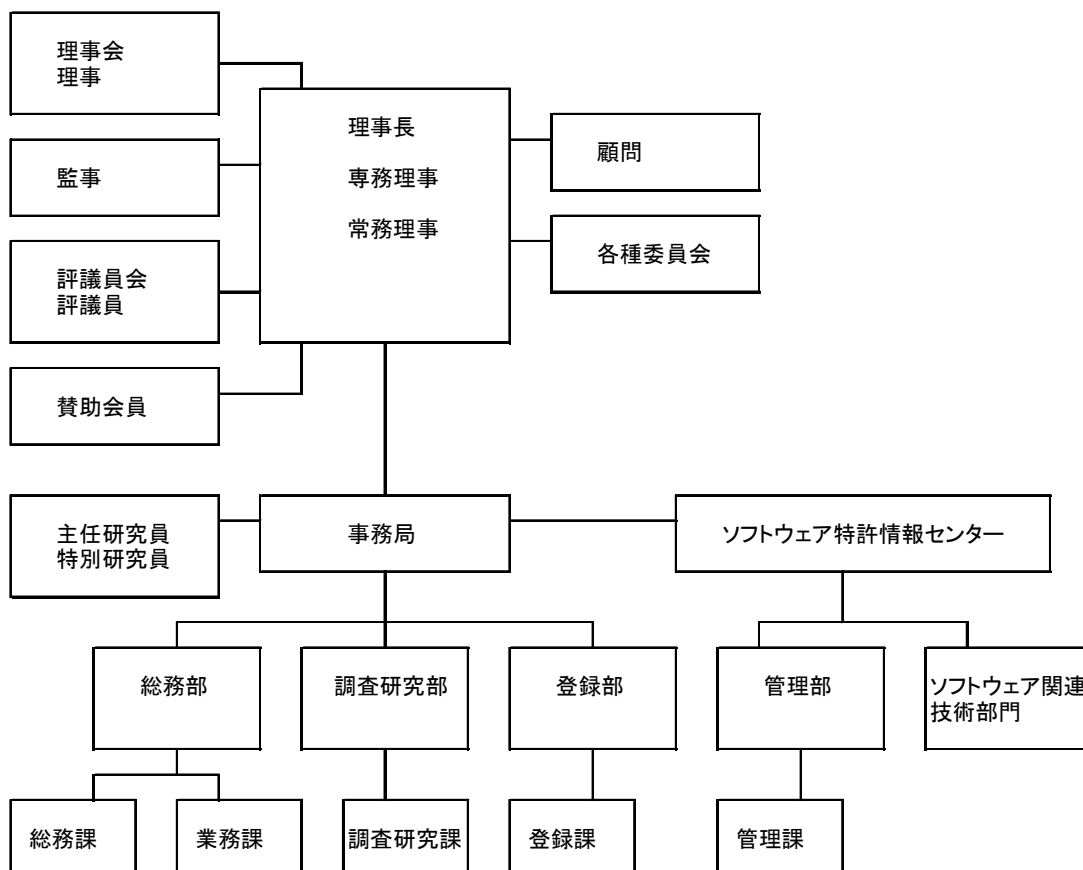 理事会
理事
理事長
専務理事
常務理事
顧問
監事
各種委員会
評議員会
評議員
賛助会員
主任研究員
特別研究員
事務局
ソフトウェア特許情報センター
総務部
調査研究部
登録部
管理部
ソフトウェア関連
技術部門
総務課
業務課
調査研究課
登録課
管理課